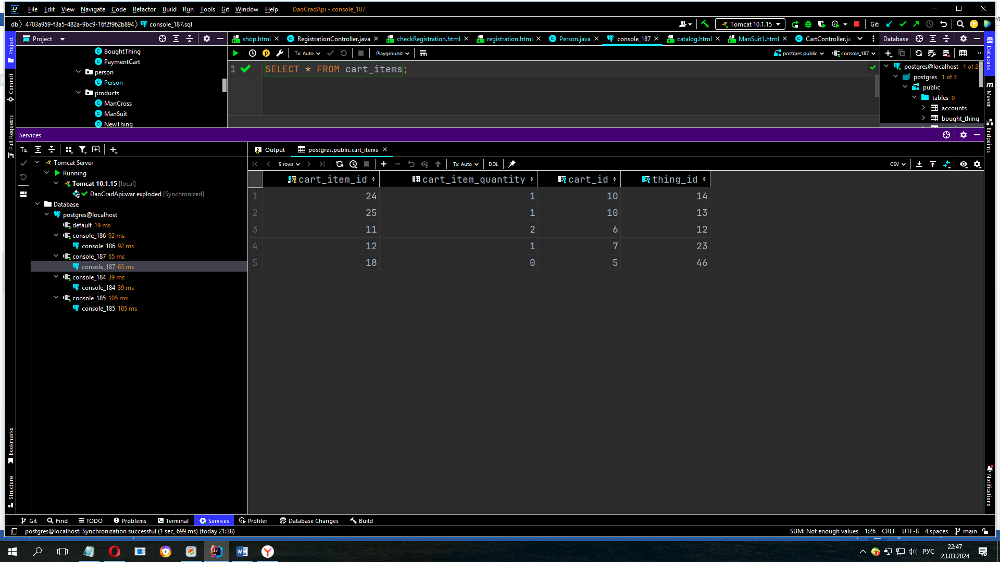 File Edit View Navigate Code Refactor Build Run Tools Git Window Help DaoCradApi - console_187
db 4703a959-f3a5-482a-9bc9-16f2f962b894 console_187.sql Tomcat 10.1.15 Git:
Project shop.html RegistrationController.java checkRegistration.html registration.html Person.java console_187 catalog.html ManSuit1.html CartController.ja Database
BoughtThing
PaymentCart
person
Person
products
ManCross
ManSuit
NewThing
Tx: Auto Playground postgres.public console_187
1 SELECT * FROM cart_items;
postgres@localhost 1 of 2
postgres 1 of 3
public
tables 9
accounts
bought_thing
Project
Commit
Pull Requests
Bookmarks
Structure
Database
Maven
Endpoints
Notifications
Services
Tx
Tomcat Server
Running
Tomcat 10.1.15 [local]
DaoCradApi:war exploded [Synchronized]
Database
postgres@localhost
default 19 ms
console_186 92 ms
console_186 92 ms
console_187 65 ms
console_187 65 ms
console_184 39 ms
console_184 39 ms
console_185 105 ms
console_185 105 ms
Output postgres.public.cart_items
5 rows Tx: Auto DDL CSV
cart_item_id cart_item_quantity cart_id thing_id
1 24 1 10 14
2 25 1 10 13
3 11 2 6 12
4 12 1 7 23
5 18 0 5 46
Git Find TODO Problems Terminal Services Profiler Database Changes Build
postgres@localhost: Synchronization successful (1 sec, 699 ms) (today 21:38) SUM: Not enough values 1:26 CRLF UTF-8 4 spaces main
РУС 22:47
23.03.2024